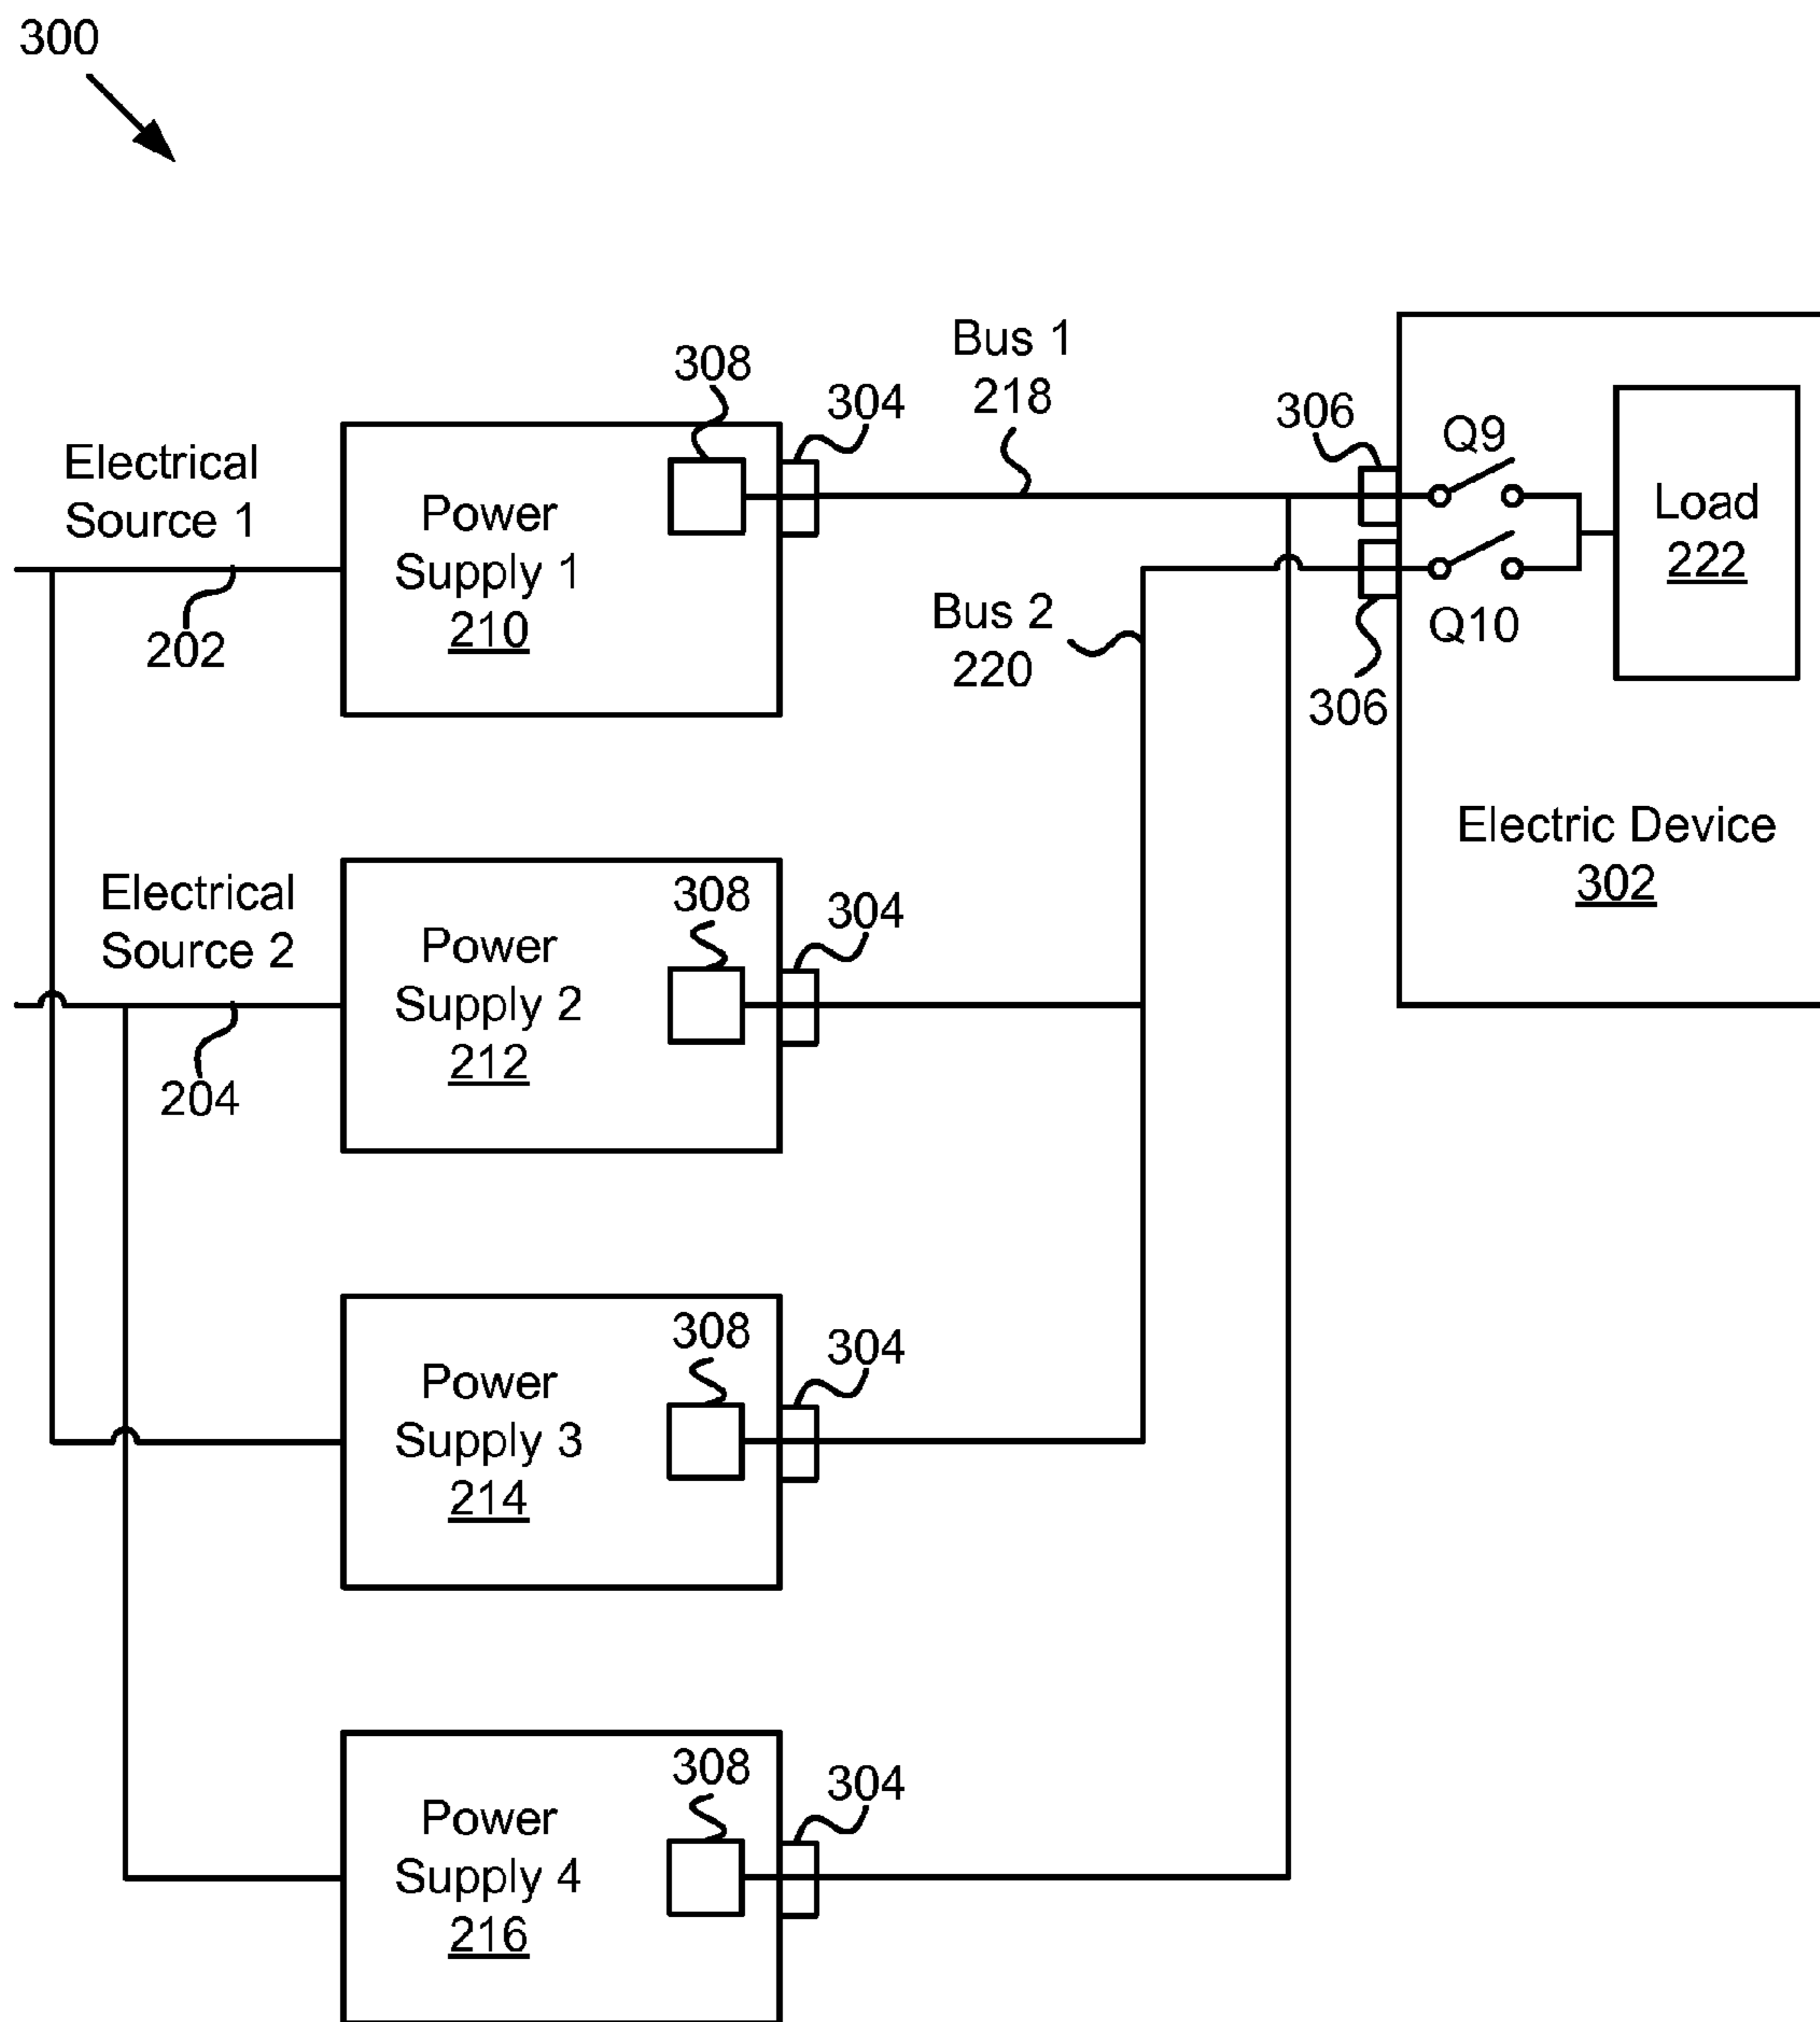 300
Bus 1
218
308
304
306
Q9
Electrical
Source 1
Power
Supply 1
210
Load
222
202
Bus 2
220
Q10
306
Electric Device
302
Electrical
Source 2
308
304
Power
Supply 2
212
204
308
304
Power
Supply 3
214
308
304
Power
Supply 4
216